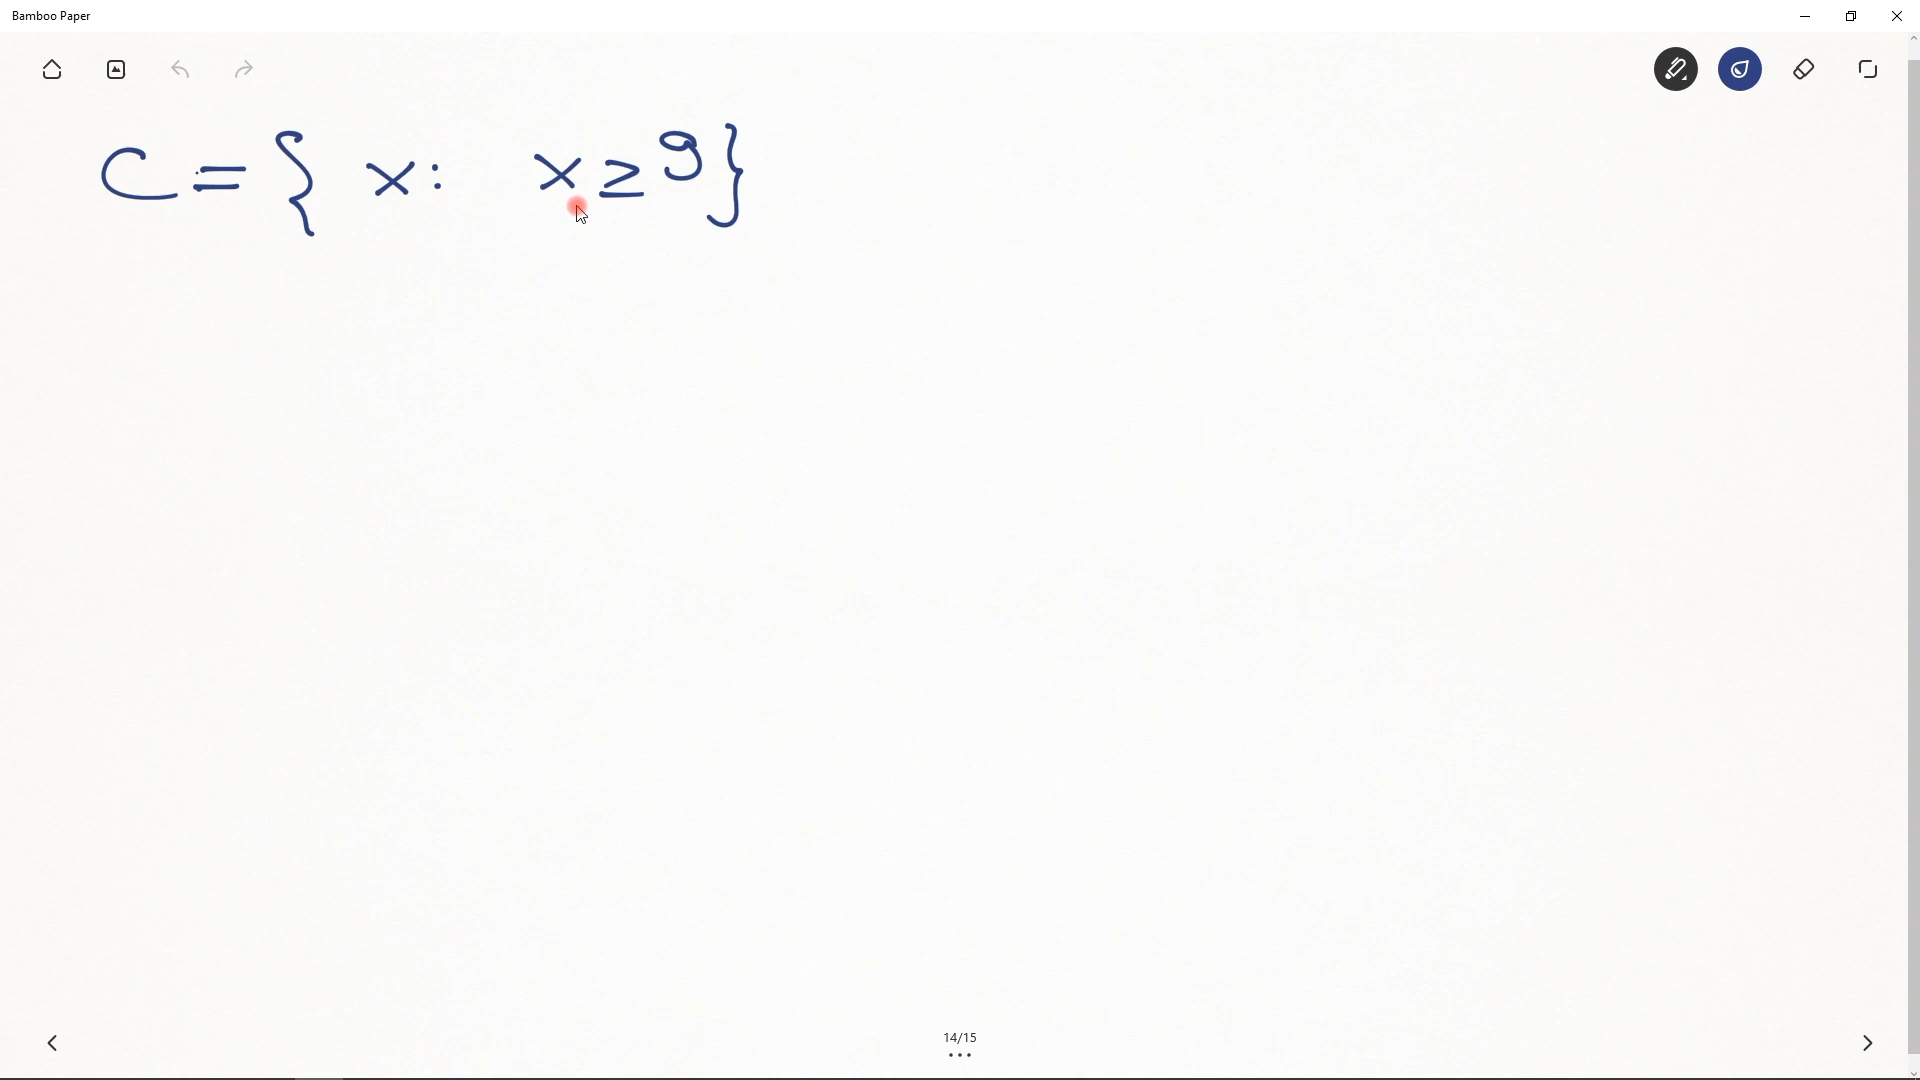 Bamboo Paper
C = { x: x ≥ 9 }
14/15